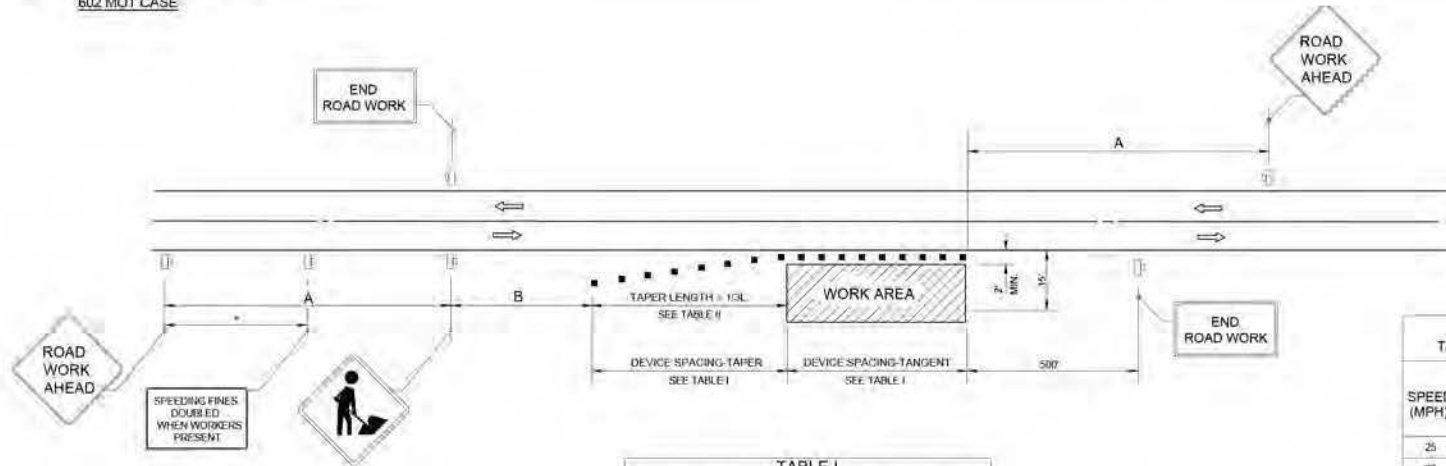 602 MOT CASE
END
ROAD WORK
ROAD
WORK
AHEAD
A
A
B
TAPER LENGTH = 1/3L
SEE TABLE II
WORK AREA
2'
MIN.
15'
ROAD
WORK
AHEAD
*
SPEEDING FINES
DOUBLED
WHEN WORKERS
PRESENT
DEVICE SPACING-TAPER
SEE TABLE I
DEVICE SPACING-TANGENT
SEE TABLE I
500'
END
ROAD WORK
TABLE I
SPEED
(MPH)
25